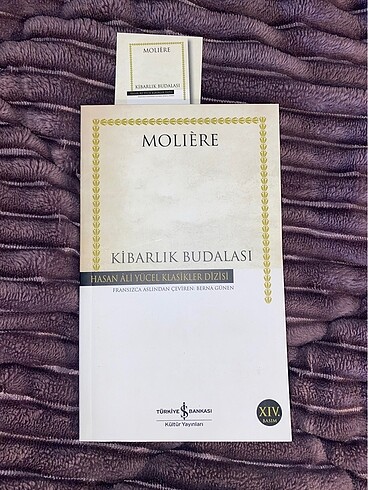 MOLIÈRE
KİBARLIK BUDALASI
MOLIÈRE
KİBARLIK BUDALASI
HASAN ÂLİ YÜCEL KLASİKLER DİZİSİ
FRANSIZCA ASLINDAN ÇEVİREN: BERNA GÜNEN
TÜRKİYE İŞ BANKASI
Kültür Yayınları
XIV.
BASIM